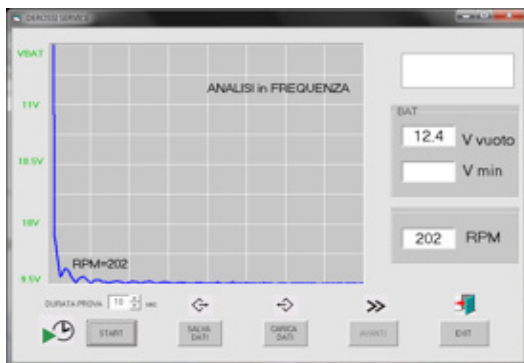 DEROSSI SERVICE
VBAT
ANALISI in FREQUENZA
11V
BAT
12.4 V vuoto
10.5V
V min
10V
202 RPM
RPM=202
9.5V
DURATA PROVA 10 sec
START
SALVA DATI
CARICA DATI
AVANTI
EXIT